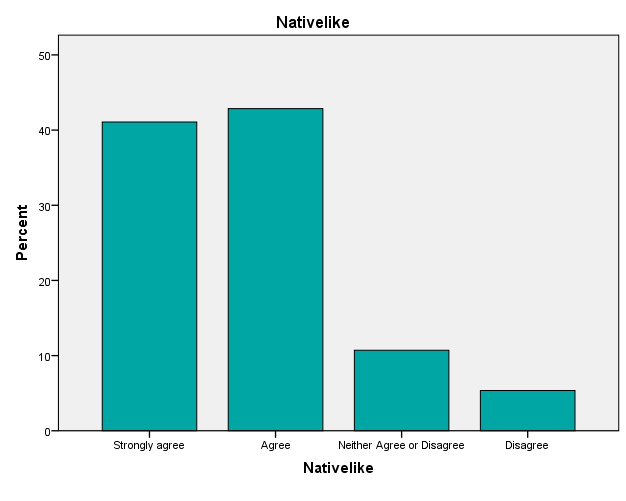 Nativelike
50
40
30
20
10
0
Percent
Strongly agree
Agree
Neither Agree or Disagree
Disagree
Nativelike